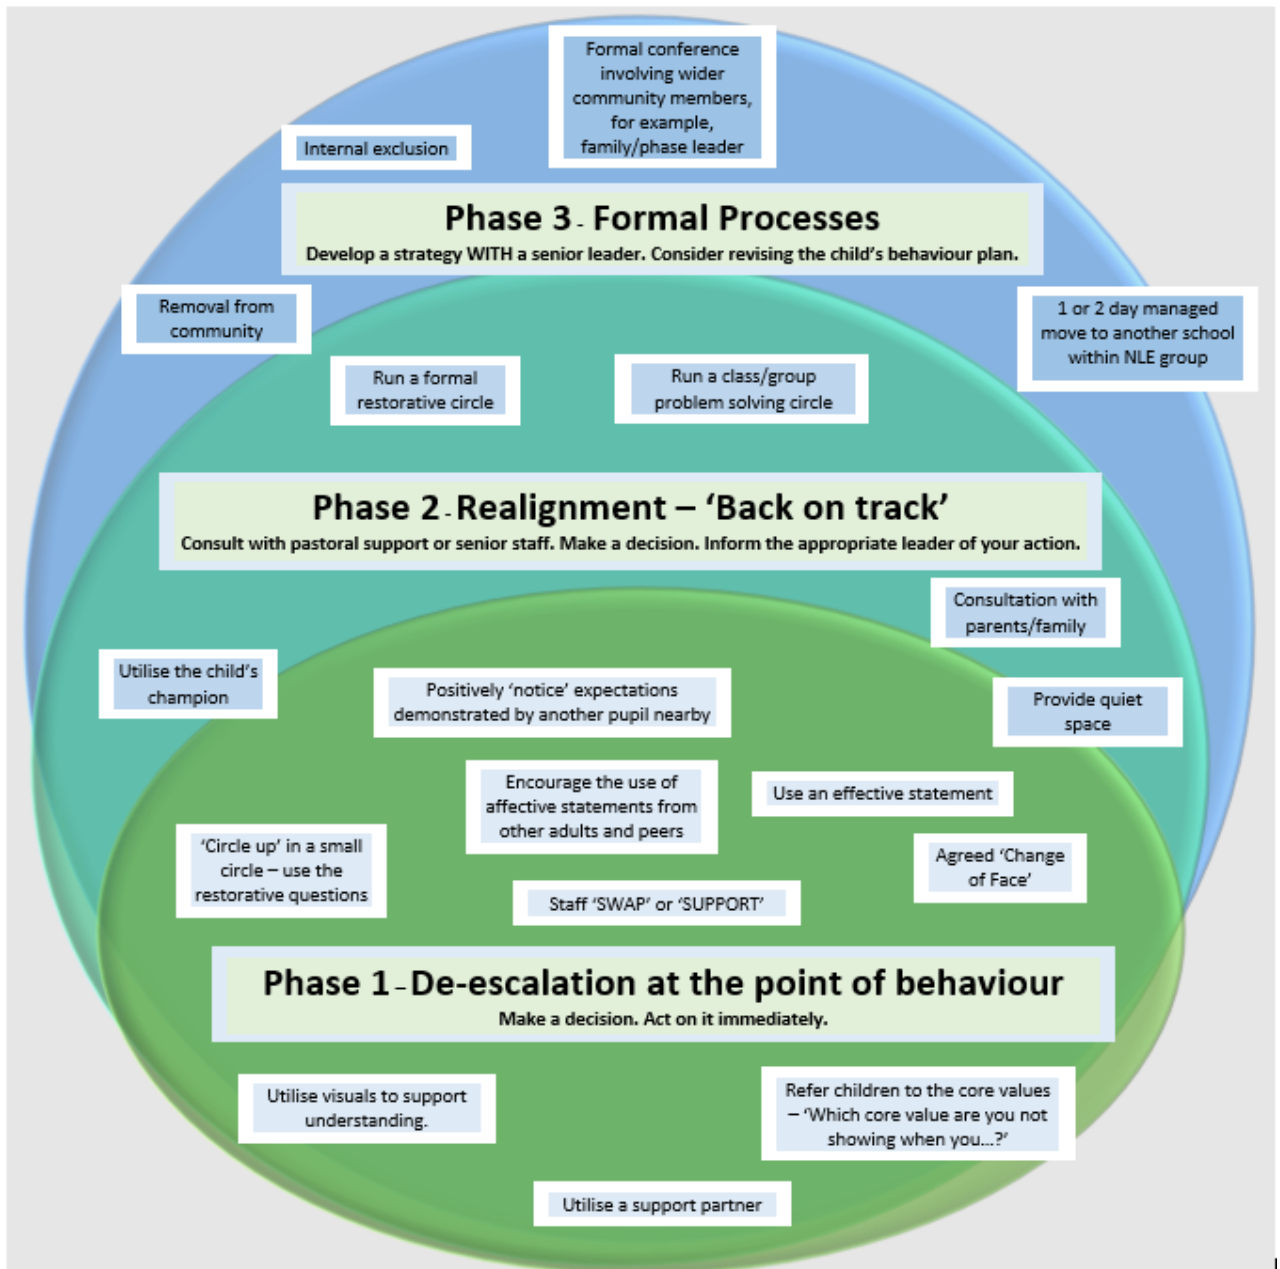 Formal conference
involving wider
community members,
for example,
family/phase leader
Internal exclusion
Phase 3 - Formal Processes
Develop a strategy WITH a senior leader. Consider revising the child's behaviour plan.
Removal from
community
1 or 2 day managed
move to another school
within NLE group
Run a formal
restorative circle
Run a class/group
problem solving circle
Phase 2 - Realignment – ‘Back on track’
Consult with pastoral support or senior staff. Make a decision. Inform the appropriate leader of your action.
Consultation with
parents/family
Utilise the child's
champion
Positively ‘notice’ expectations
demonstrated by another pupil nearby
Provide quiet
space
Encourage the use of
affective statements from
other adults and peers
Use an effective statement
‘Circle up’ in a small
circle – use the
restorative questions
Agreed ‘Change
of Face’
Staff ‘SWAP’ or ‘SUPPORT’
Phase 1 – De-escalation at the point of behaviour
Make a decision. Act on it immediately.
Utilise visuals to support
understanding.
Refer children to the core values
– ‘Which core value are you not
showing when you...?’
Utilise a support partner